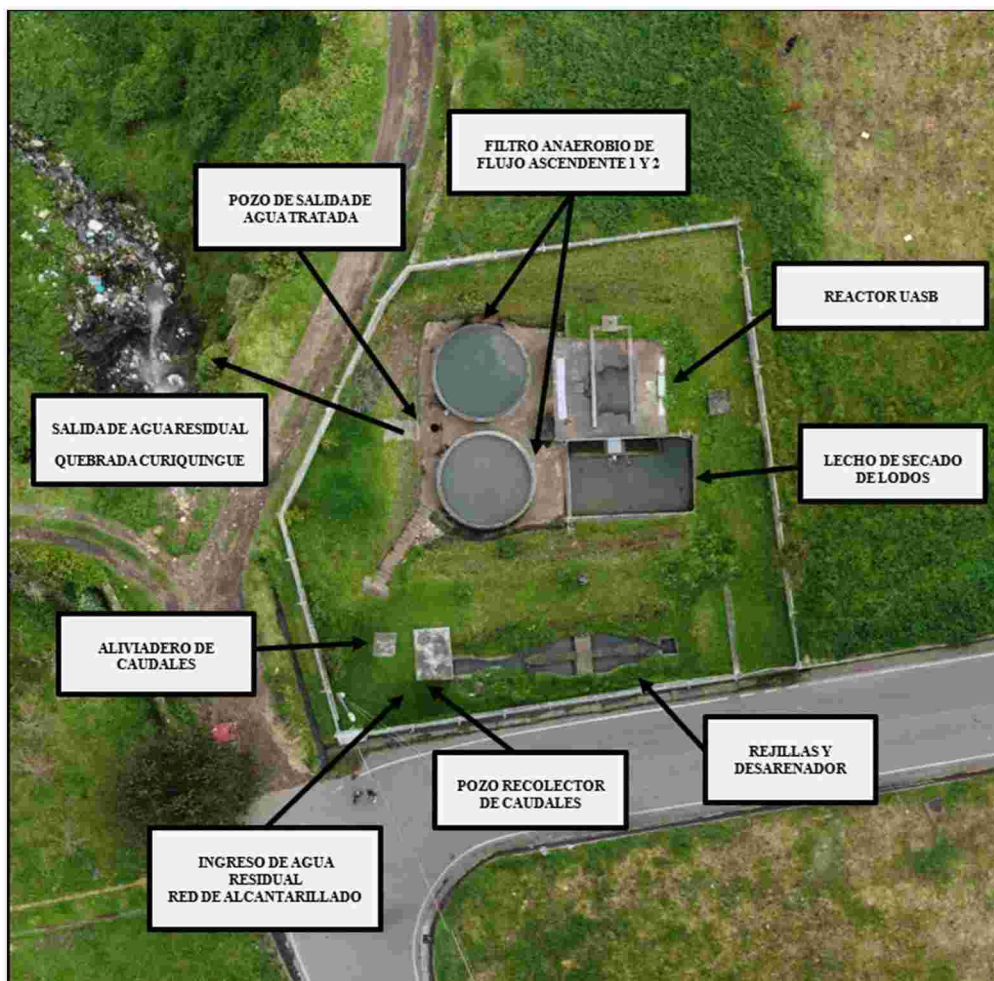 FILTRO ANAEROBIO DE
FLUJO ASCENDENTE 1 Y 2
POZO DE SALIDA DE
AGUA TRATADA
REACTOR UASB
SALIDA DE AGUA RESIDUAL
QUEBRADA CURIQUINGUE
LECHO DE SECADO
DE LODOS
ALIVIADERO DE
CAUDALES
REJILLAS Y
DESARENADOR
POZO RECOLECTOR
DE CAUDALES
INGRESO DE AGUA
RESIDUAL
RED DE ALCANTARILLADO